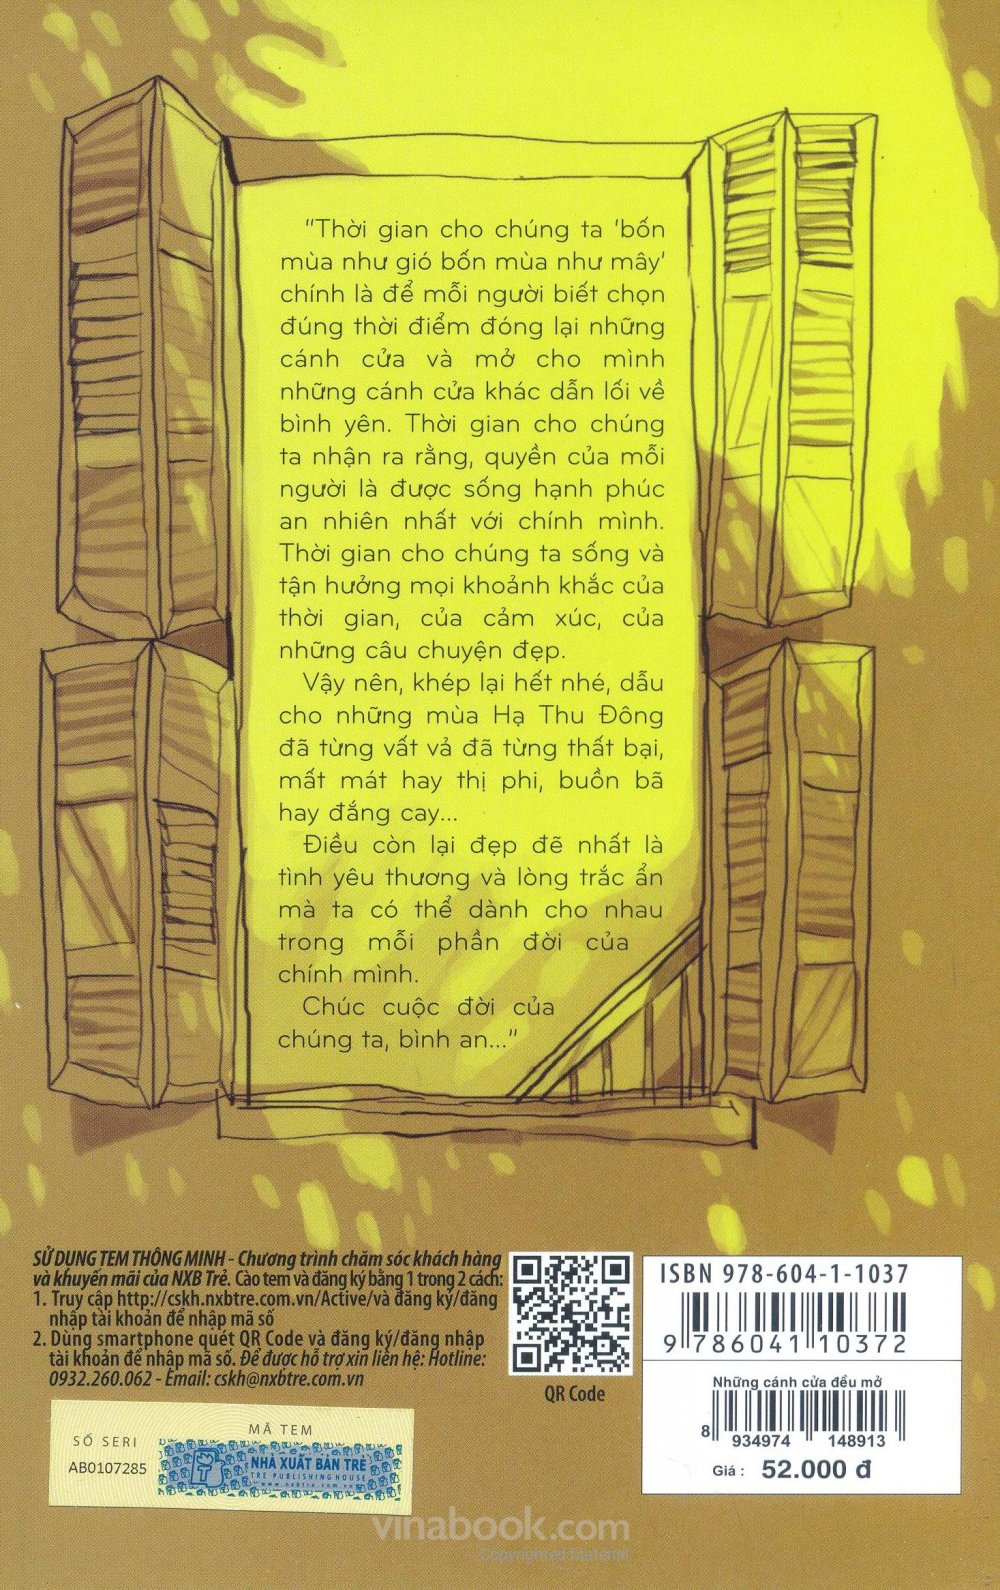 "Thời gian cho chúng ta 'bốn
mùa như gió bốn mùa như mây'
chính là để mỗi người biết chọn
đúng thời điểm đóng lại những
cánh cửa và mở cho mình
những cánh cửa khác dẫn lối về
bình yên. Thời gian cho chúng
ta nhận ra rằng, quyền của mỗi
người là được sống hạnh phúc
an nhiên nhất với chính mình.
Thời gian cho chúng ta sống và
tận hưởng mọi khoảnh khắc của
thời gian, của cảm xúc, của
những câu chuyện đẹp.
Vậy nên, khép lại hết nhé, dẫu
cho những mùa Hạ Thu Đông
đã từng vất vả đã từng thất bại,
mất mát hay thị phi, buồn bã
hay đắng cay...
Điều còn lại đẹp đẽ nhất là
tình yêu thương và lòng trắc ẩn
mà ta có thể dành cho nhau
trong mỗi phần đời của
chính mình.
Chúc cuộc đời của
chúng ta, bình an..."
SỬ DỤNG TEM THÔNG MINH - Chương trình chăm sóc khách hàng
và khuyến mãi của NXB Trẻ. Cào tem và đăng ký bằng 1 trong 2 cách:
1. Truy cập http://cskh.nxbtre.com.vn/Active/và đăng ký/đăng
nhập tài khoản để nhập mã số
2. Dùng smartphone quét QR Code và đăng ký/đăng nhập
tài khoản để nhập mã số. Để được hỗ trợ xin liên hệ: Hotline:
0932.260.062 - Email: cskh@nxbtre.com.vn
QR Code
ISBN 978-604-1-1037
9 786041 110372
Những cánh cửa đều mở
8 934974 148913
Giá : 52.000 đ
SỐ SERI
AB0107285
MÃ TEM
NHÀ XUẤT BẢN TRẺ
TRE PUBLISHING HOUSE
www.nxbtre.com.vn
vinabook.com
Copyrighted Material